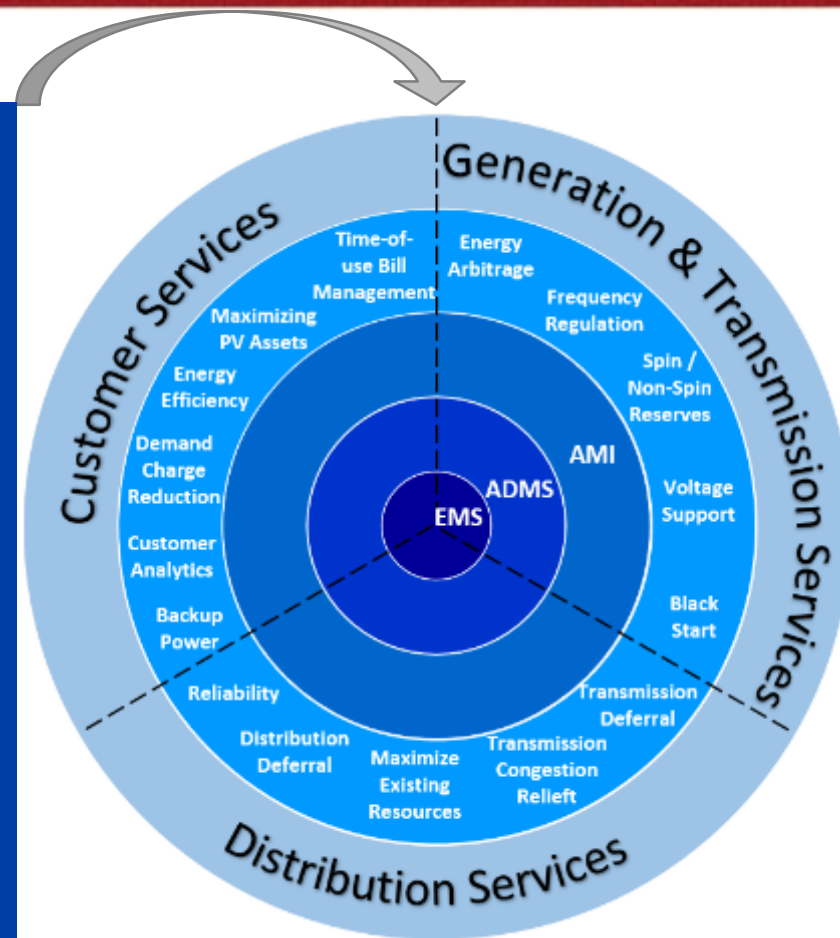 Generation & Transmission Services
Customer Services
Distribution Services
Time-of-
use Bill
Management
Energy
Arbitrage
Frequency
Regulation
Spin /
Non-Spin
Reserves
Voltage
Support
Black
Start
Transmission
Deferral
Transmission
Congestion
Relieft
Maximize
Existing
Resources
Distribution
Deferral
Reliability
Backup
Power
Customer
Analytics
Demand
Charge
Reduction
Energy
Efficiency
Maximizing
PV Assets
AMI
ADMS
EMS